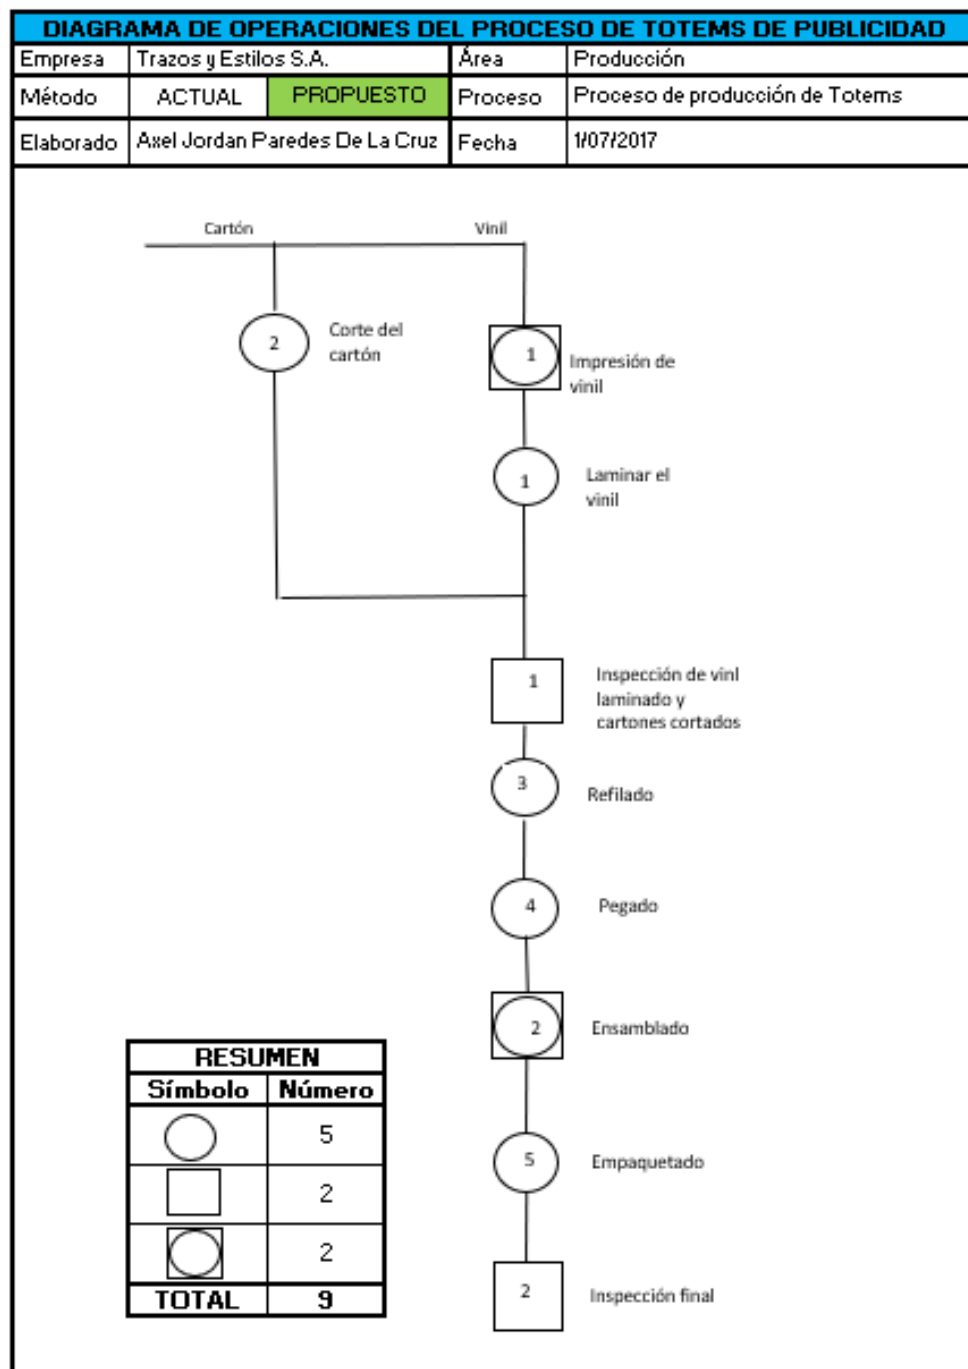 DIAGRAMA DE OPERACIONES DEL PROCESO DE TOTEMS DE PUBLICIDAD
Empresa Trazos y Estilos S.A. Área Producción
Método ACTUAL PROPUESTO Proceso Proceso de producción de Totems
Elaborado Axel Jordan Paredes De La Cruz Fecha 1/07/2017
Cartón Vinil
2
Corte del
cartón
1
Impresión de
vinil
1
Laminar el
vinil
1
Inspección de vinl
laminado y
cartones cortados
3
Refilado
4
Pegado
2
Ensamblado
5
Empaquetado
2
Inspección final
RESUMEN
Símbolo Número
5
2
2
TOTAL 9